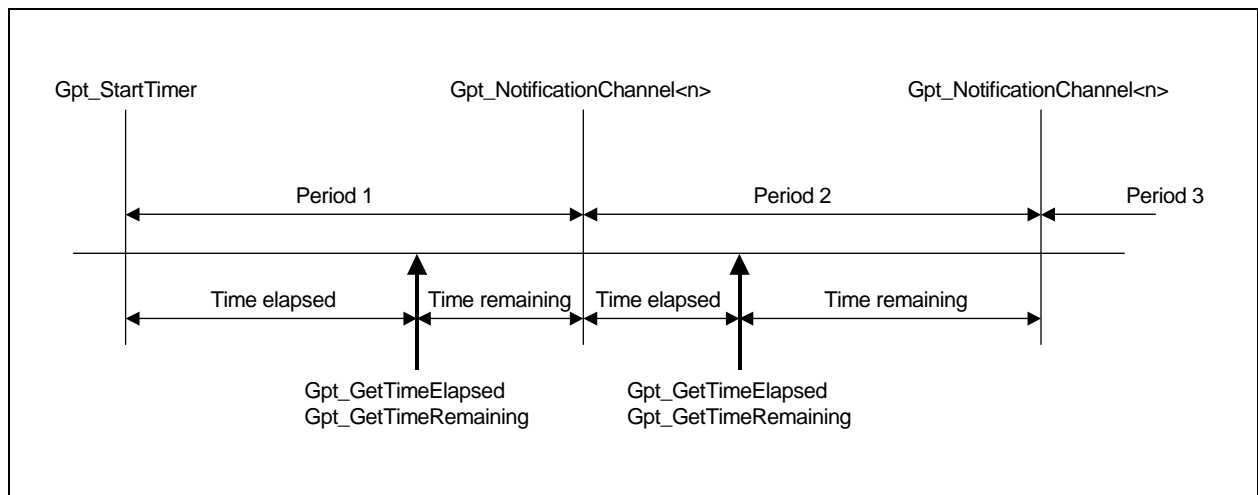 Gpt_StartTimer
Gpt_NotificationChannel<n>
Gpt_NotificationChannel<n>
Period 1
Period 2
Period 3
Time elapsed
Time remaining
Time elapsed
Time remaining
Gpt_GetTimeElapsed
Gpt_GetTimeRemaining
Gpt_GetTimeElapsed
Gpt_GetTimeRemaining